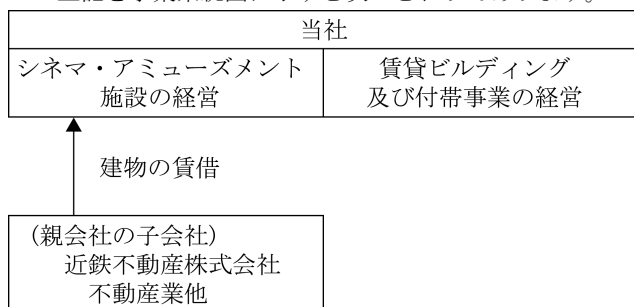 当社
シネマ・アミューズメント
施設の経営
賃貸ビルディング
及び付帯事業の経営
建物の賃借
(親会社の子会社)
近鉄不動産株式会社
不動産業他